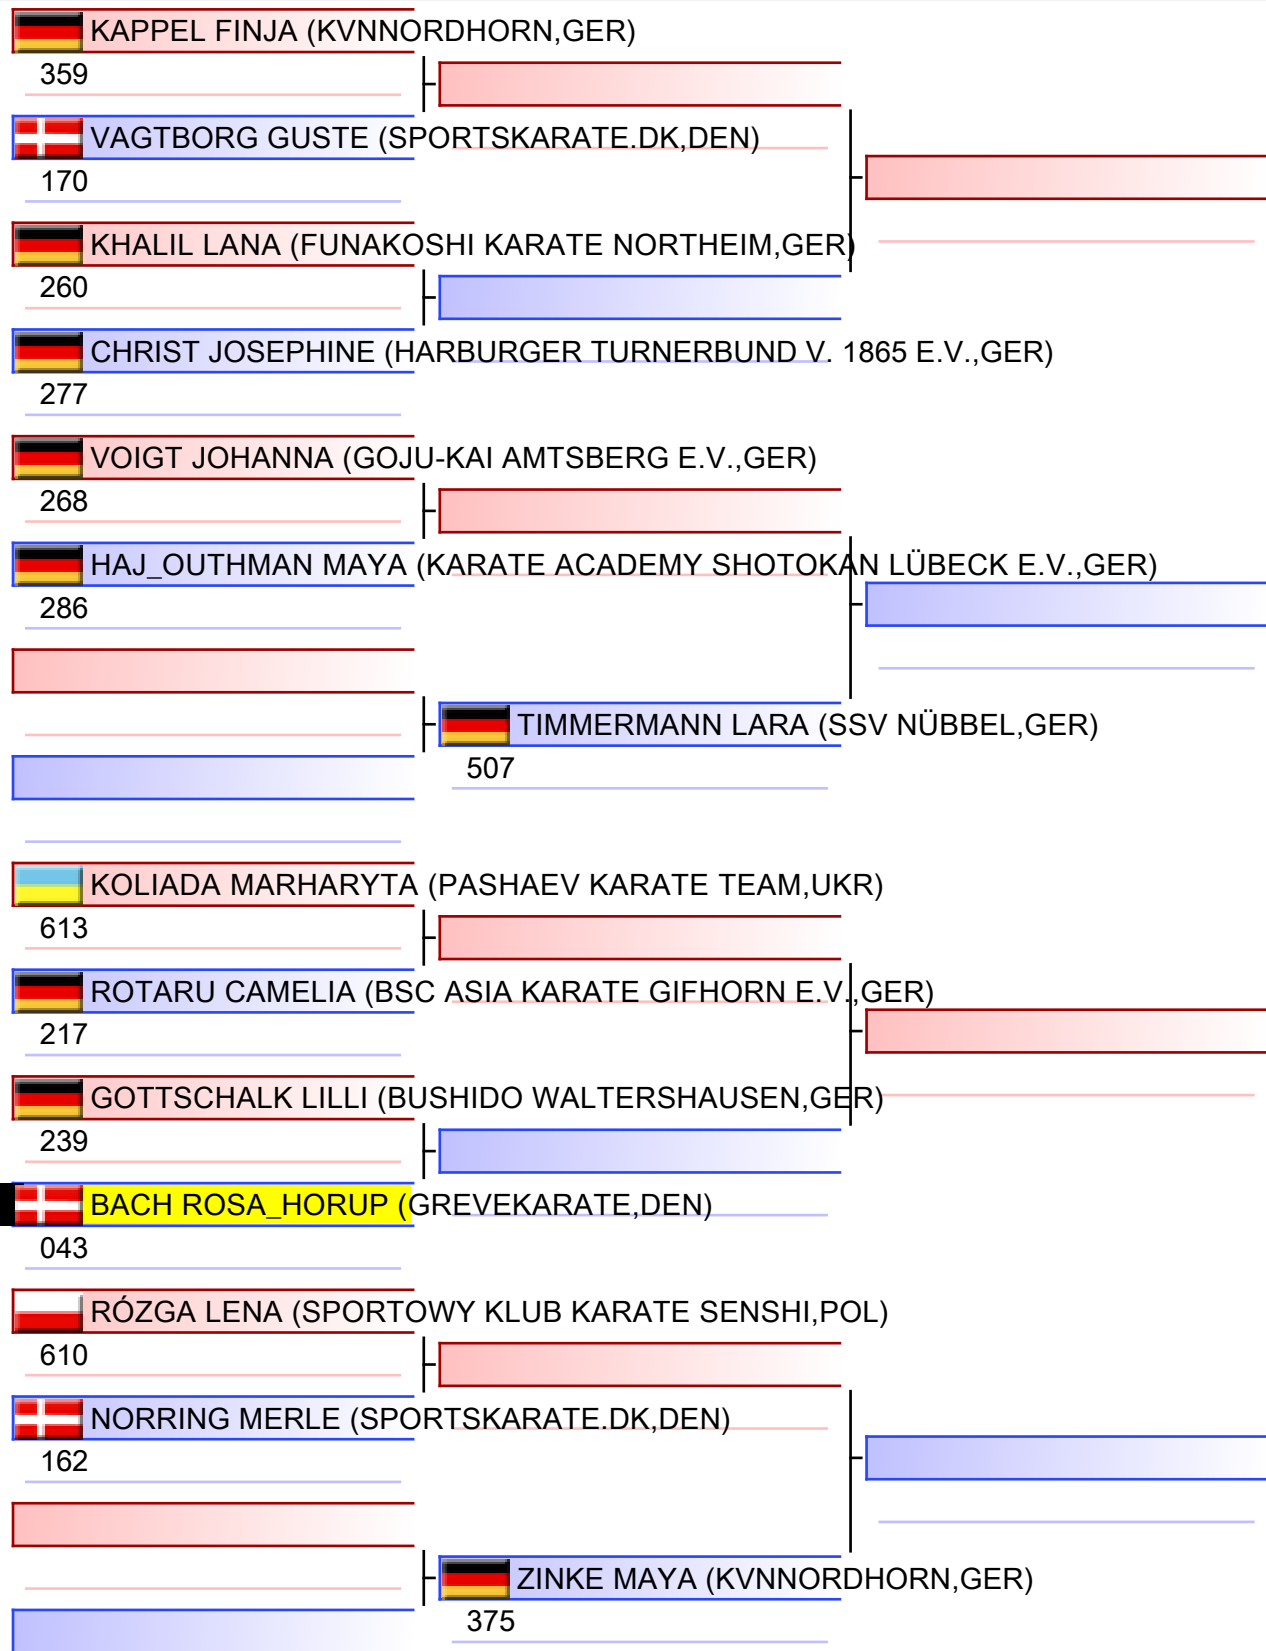 KAPPEL FINJA (KVNNORDHORN,GER)
359
VAGTBORG GUSTE (SPORTSKARATE.DK,DEN)
170
KHALIL LANA (FUNAKOSHI KARATE NORTHEIM,GER)
260
CHRIST JOSEPHINE (HARBURGER TURNERBUND V. 1865 E.V.,GER)
277
VOIGT JOHANNA (GOJU-KAI AMTSBERG E.V.,GER)
268
HAJ_OUTHMAN MAYA (KARATE ACADEMY SHOTOKAN LÜBECK E.V.,GER)
286
TIMMERMANN LARA (SSV NÜBBEL,GER)
507
KOLIADA MARHARYTA (PASHAEV KARATE TEAM,UKR)
613
ROTARU CAMELIA (BSC ASIA KARATE GIFHORN E.V.,GER)
217
GOTTSCHALK LILLI (BUSHIDO WALTERSHAUSEN,GER)
239
BACH ROSA_HORUP (GREVEKARATE,DEN)
043
RÓZGA LENA (SPORTOWY KLUB KARATE SENSHI,POL)
610
NORRING MERLE (SPORTSKARATE.DK,DEN)
162
ZINKE MAYA (KVNNORDHORN,GER)
375